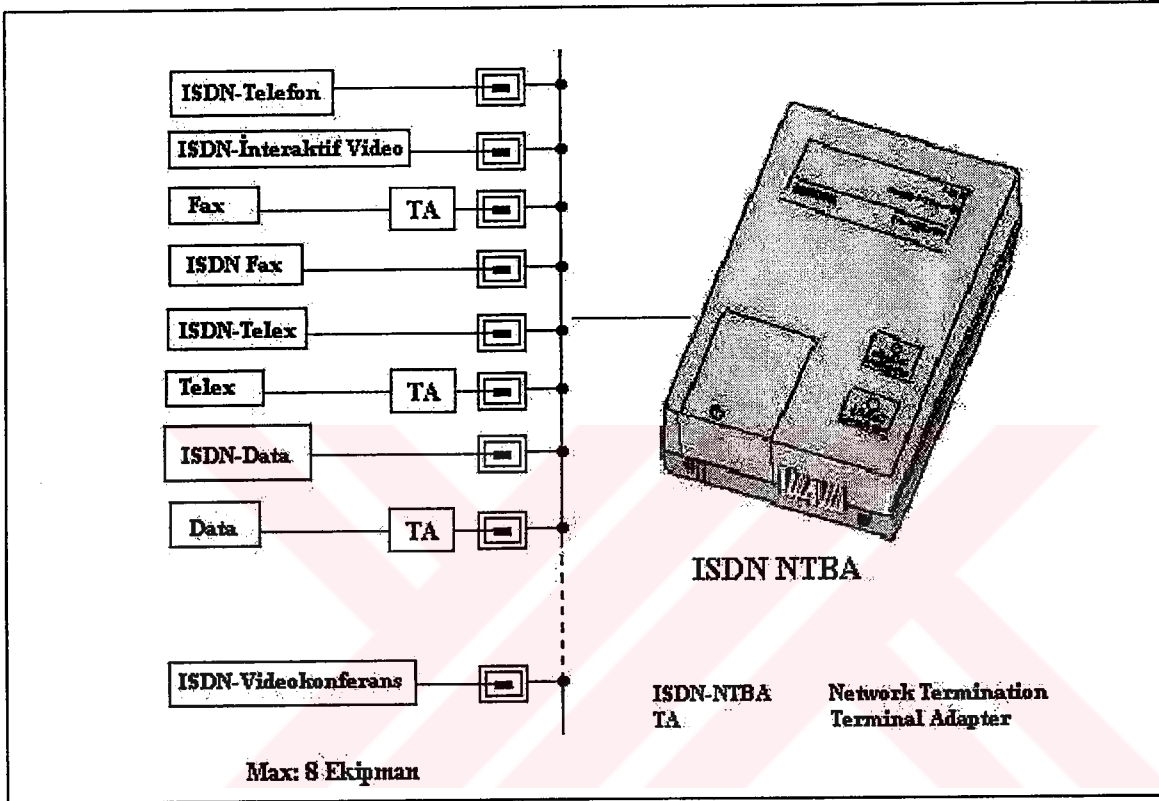 ISDN-Telefon
ISDN-İnteraktif Video
Fax TA
ISDN Fax
ISDN-Telex
Telex TA
ISDN-Data
Data TA
ISDN NTBA
ISDN-Videokonferans
ISDN-NTBA Network Termination
TA Terminal Adapter
Max: 8 Ekipman